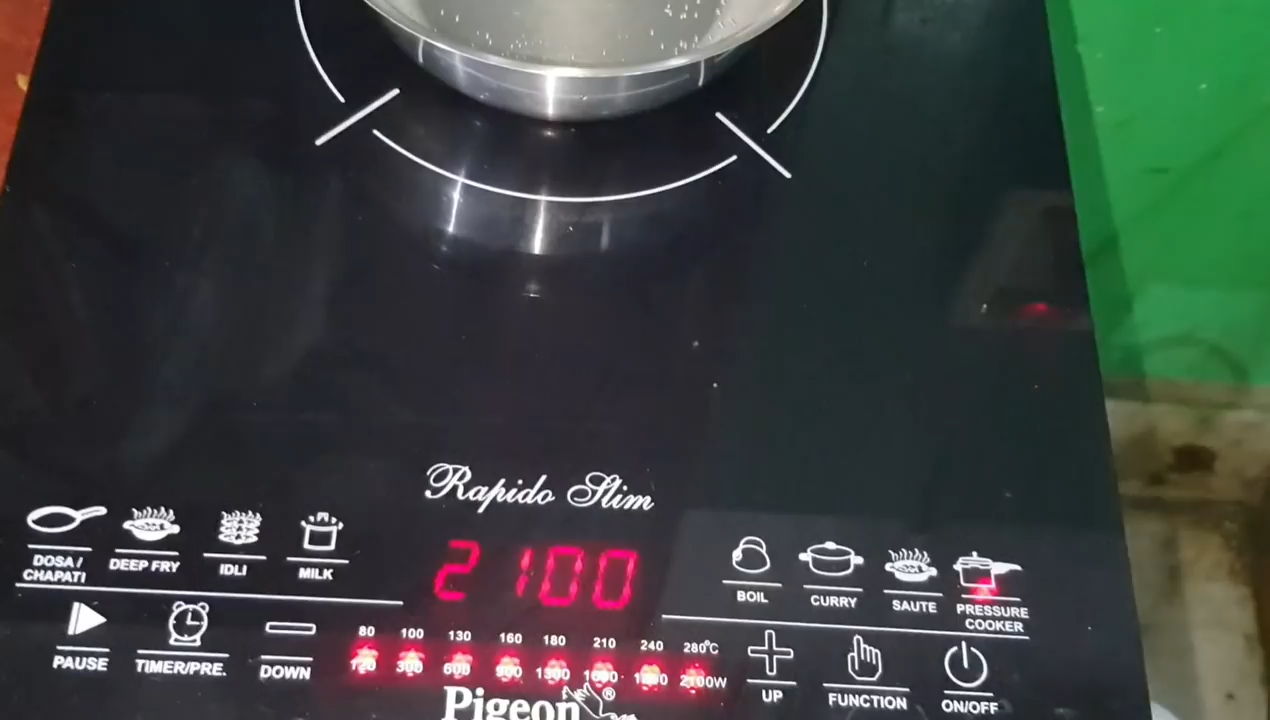 Rapido Slim
2100
DOSA /
CHAPATI
DEEP FRY
IDLI
MILK
BOIL
CURRY
SAUTE
PRESSURE
COOKER
80 100 130 160 180 210 240 280°C
120 300 600 900 1300 1600 1800 2100W
PAUSE
TIMER/PRE.
DOWN
UP
FUNCTION
ON/OFF
Pigeon®